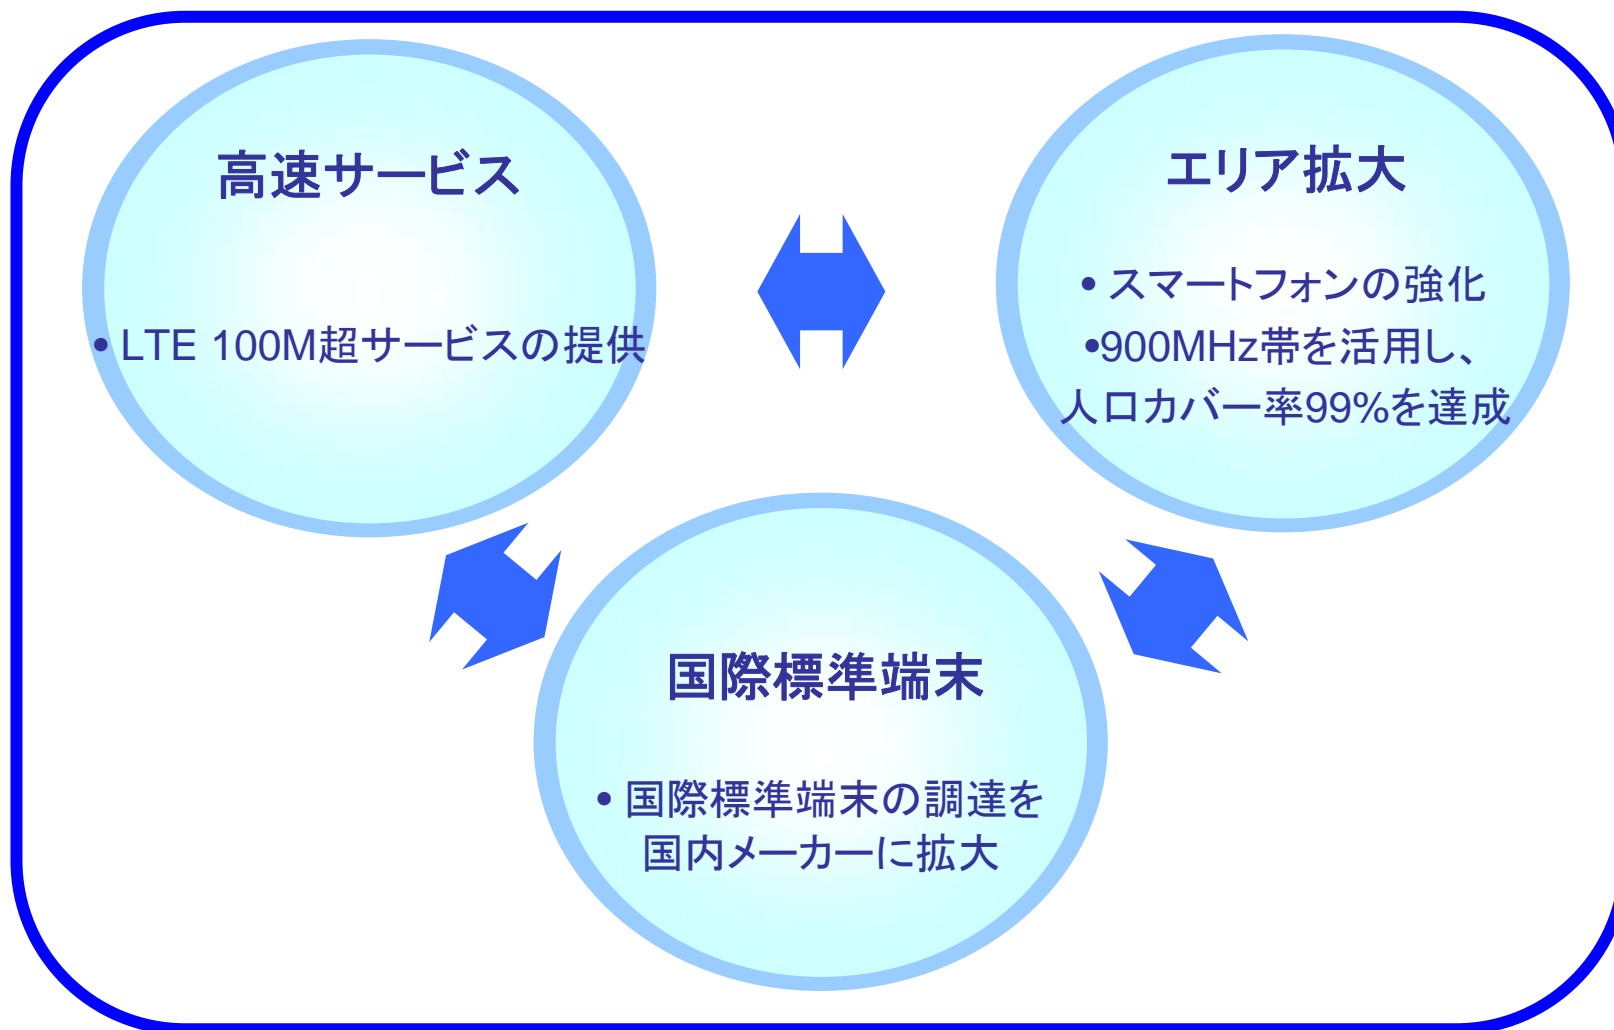 高速サービス
• LTE 100M超サービスの提供
エリア拡大
• スマートフォンの強化
•900MHz帯を活用し、
人口カバー率99%を達成
国際標準端末
• 国際標準端末の調達を
国内メーカーに拡大